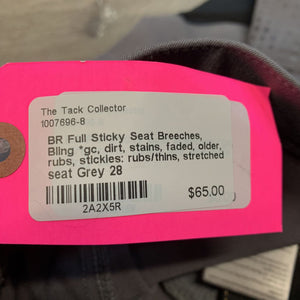 The Tack Collector
1007696-8
BR Full Sticky Seat Breeches,
Bling *gc, dirt, stains, faded, older,
rubs, stickies: rubs/thins, stretched
seat Grey 28
$65.00
2A2X5R